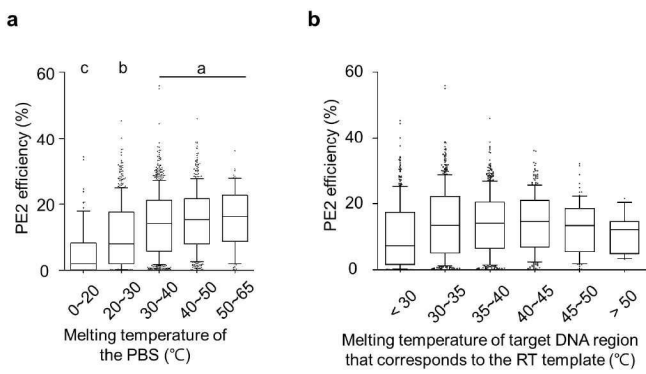 a
c b a
PE2 efficiency (%)
60
40
20
0
0~20 20~30 30~40 40~50 50~65
Melting temperature of
the PBS (℃)
b
PE2 efficiency (%)
60
40
20
0
< 30 30~35 35~40 40~45 45~50 > 50
Melting temperature of target DNA region
that corresponds to the RT template (℃)